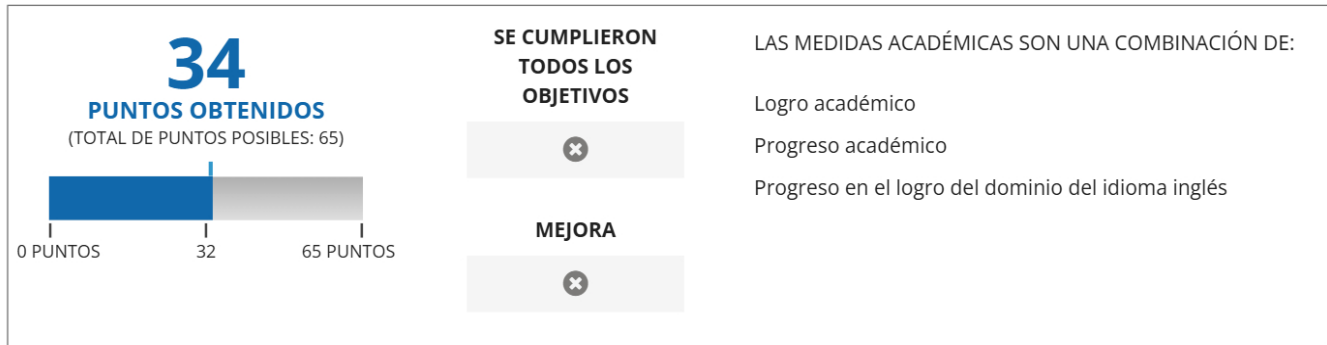 34
PUNTOS OBTENIDOS
(TOTAL DE PUNTOS POSIBLES: 65)
0 PUNTOS
32
65 PUNTOS
SE CUMPLIERON
TODOS LOS
OBJETIVOS
MEJORA
LAS MEDIDAS ACADÉMICAS SON UNA COMBINACIÓN DE:
Logro académico
Progreso académico
Progreso en el logro del dominio del idioma inglés